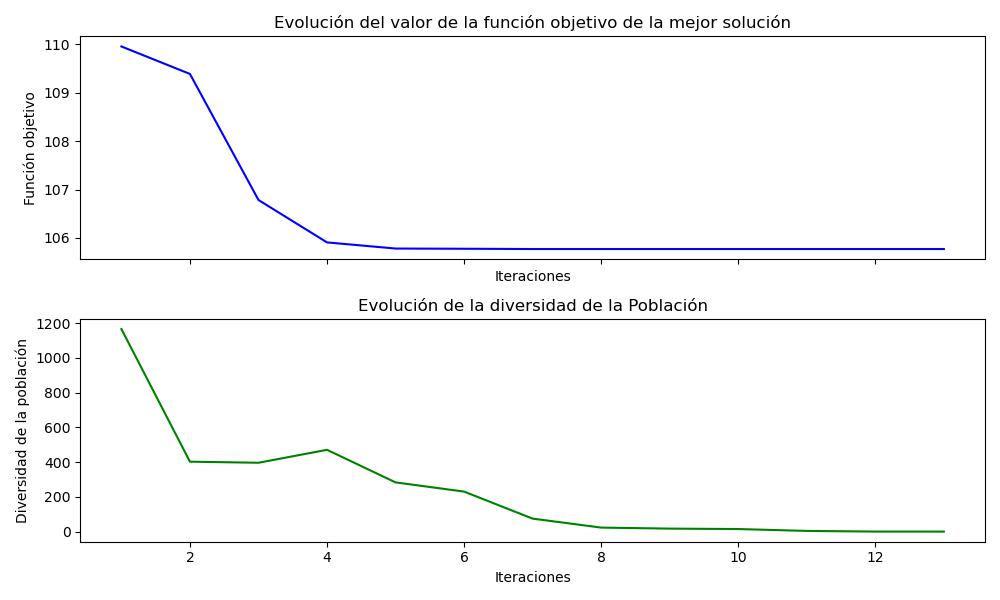 Evolución del valor de la función objetivo de la mejor solución
110
109
108
107
106
Función objetivo
Iteraciones
Evolución de la diversidad de la Población
1200
1000
800
600
400
200
0
Diversidad de la población
2 4 6 8 10 12
Iteraciones